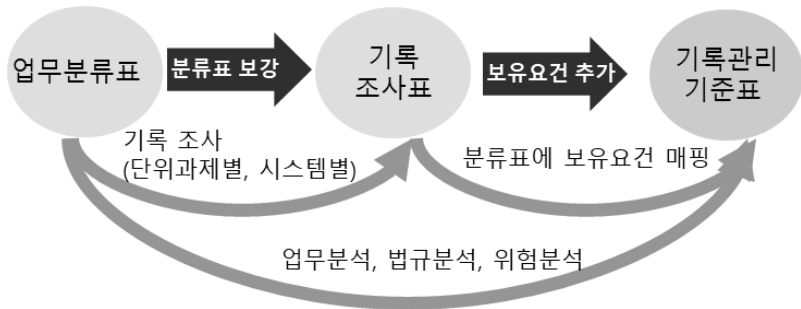 업무분류표
분류표 보강
기록
조사표
보유요건 추가
기록관리
기준표
기록 조사
(단위과제별, 시스템별)
분류표에 보유요건 매핑
업무분석, 법규분석, 위험분석